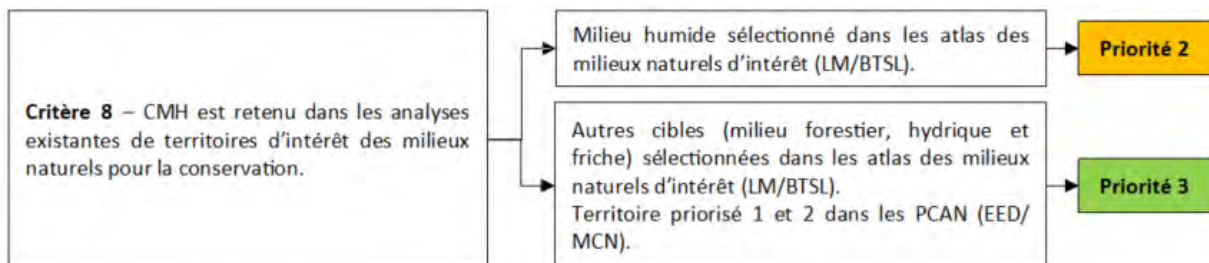 Critère 8 – CMH est retenu dans les analyses
existantes de territoires d'intérêt des milieux
naturels pour la conservation.
Milieu humide sélectionné dans les atlas des
milieux naturels d'intérêt (LM/BTSL).
Priorité 2
Autres cibles (milieu forestier, hydrique et
friche) sélectionnées dans les atlas des milieux
naturels d'intérêt (LM/BTSL).
Territoire priorisé 1 et 2 dans les PCAN (EED/
MCN).
Priorité 3